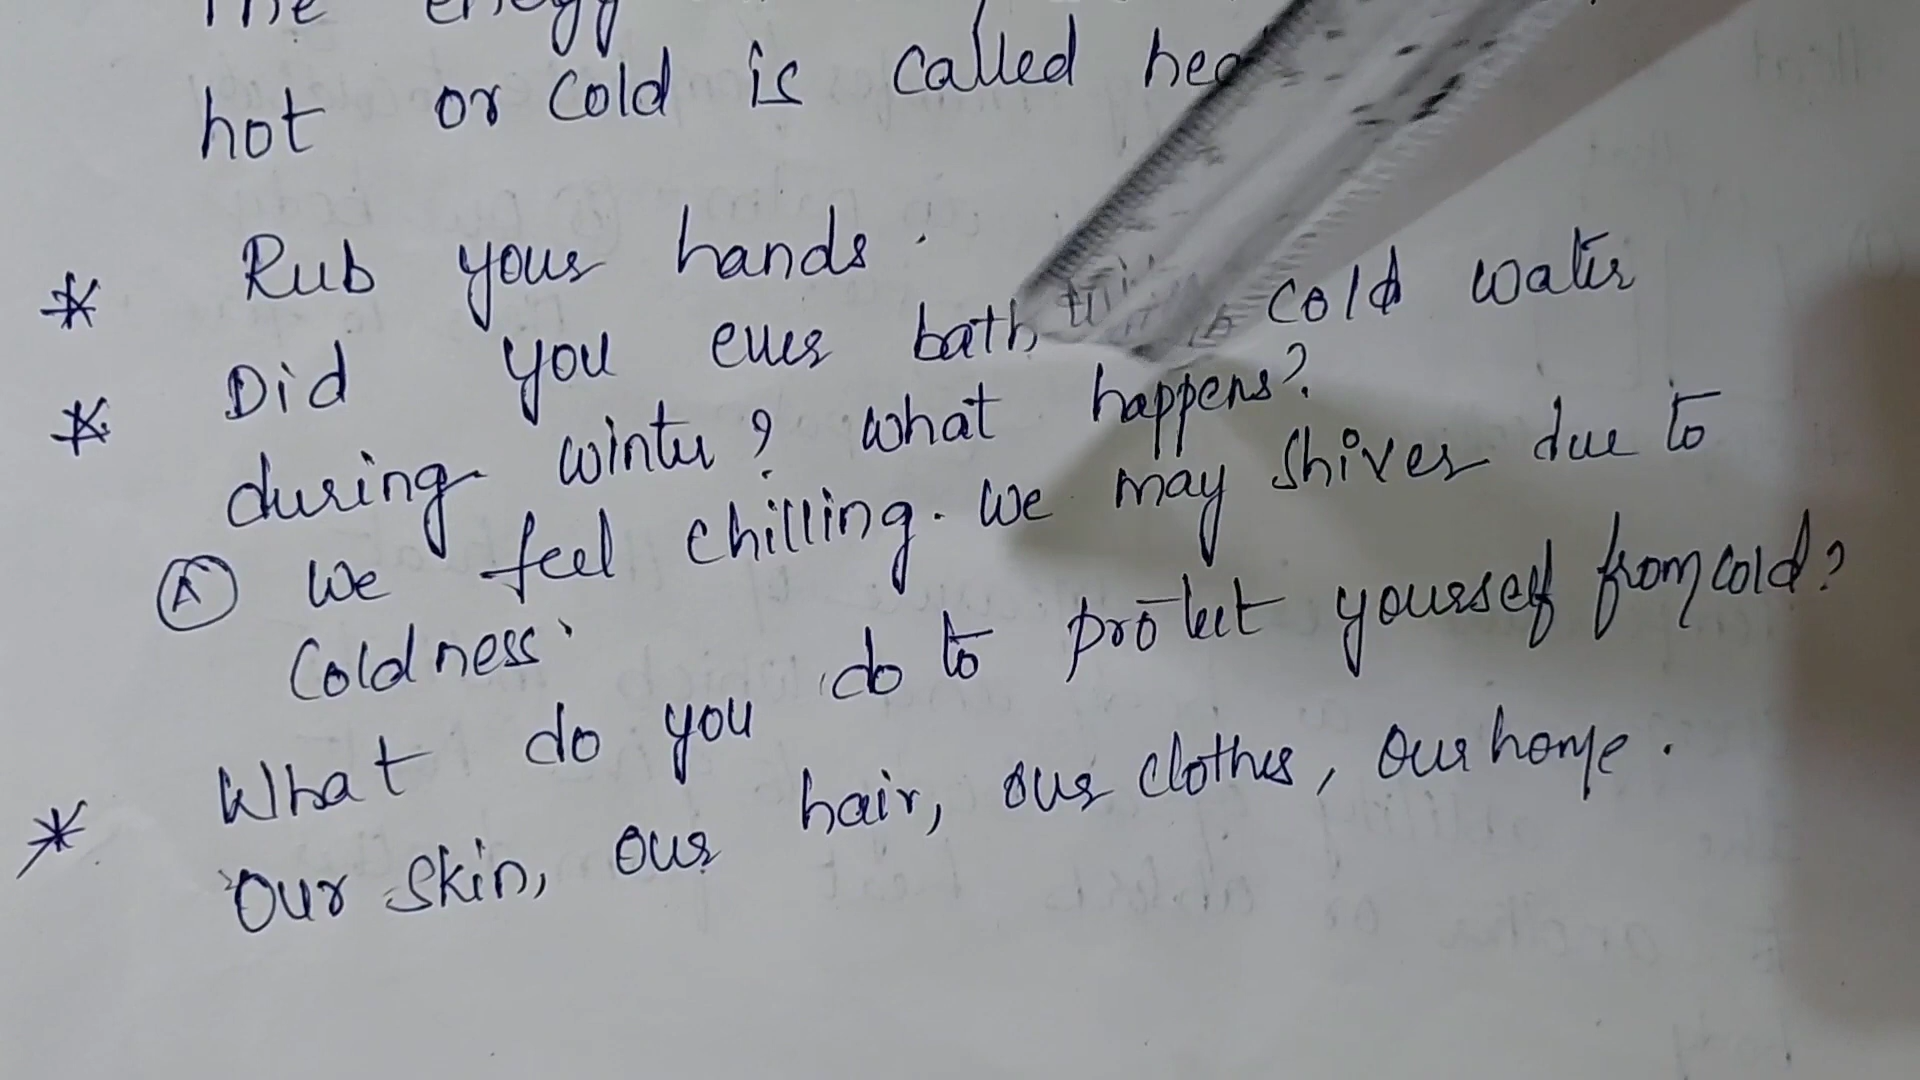 The
hot or cold is called
* Rub your hands.
* Did you ever bath with cold water
during winter? what happens?
(A) we feel chilling. we may shiver due to
Coldness.
* What do you do to protect yourself from cold?
Our skin, our hair, our clothes, our home.